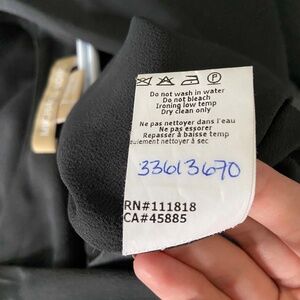 Do not wash in water
Do not bleach
Ironing low temp
Dry clean only
Ne pas nettoyer dans l'eau
Ne pas essorer
Repasser à baisse temp
eulement nettoyer à sec
33613670
RN#111818
CA#45885